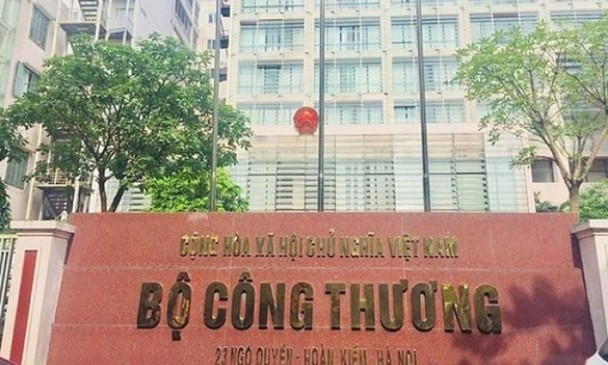 CỘNG HÒA XÃ HỘI CHỦ NGHĨA VIỆT NAM
BỘ CÔNG THƯƠNG
23 NGÔ QUYỀN - HOÀN KIẾM - HÀ NỘI